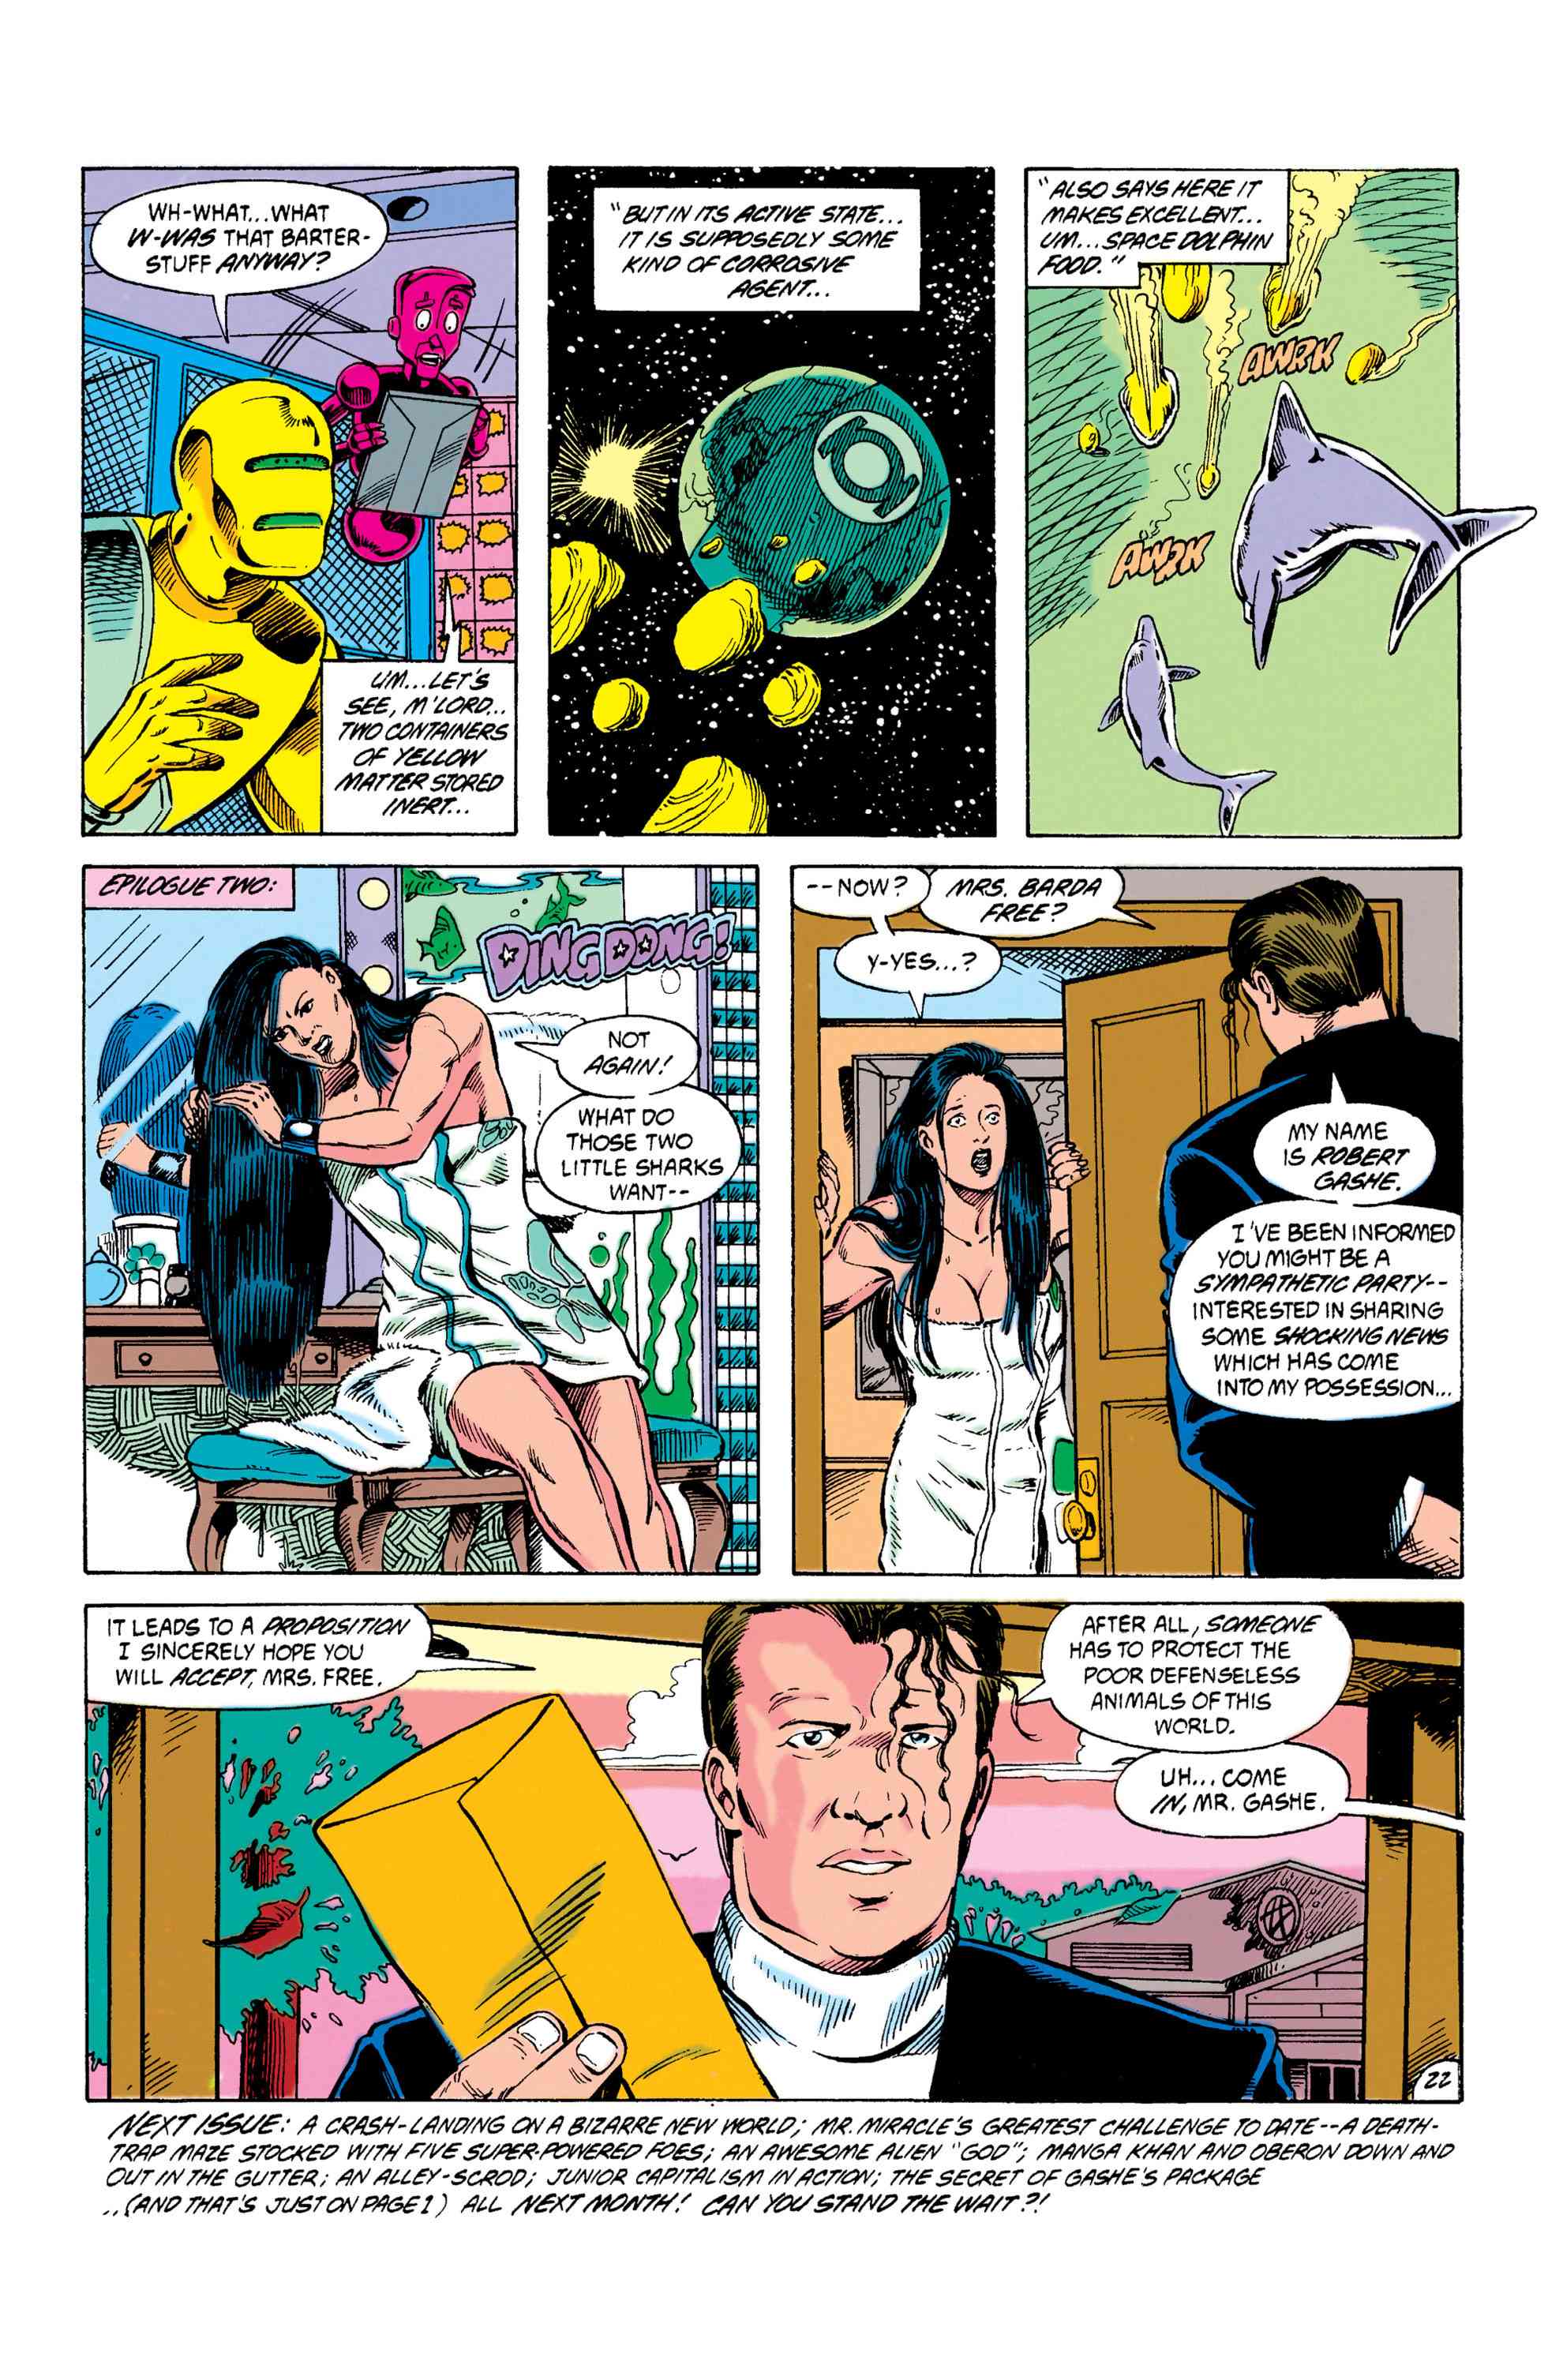 WH-WHAT...WHAT
W-WAS THAT BARTER-
STUFF ANYWAY?
UM...LET'S
SEE, M'LORD...
TWO CONTAINERS
OF YELLOW
MATTER STORED
INERT...
"BUT IN ITS ACTIVE STATE...
IT IS SUPPOSEDLY SOME
KIND OF CORROSIVE
AGENT...
"ALSO SAYS HERE IT
MAKES EXCELLENT...
UM...SPACE DOLPHIN
FOOD."
AWRK
AWRK
EPILOGUE TWO:
DING DONG!
NOT
AGAIN!
WHAT DO
THOSE TWO
LITTLE SHARKS
WANT--
--NOW?
MRS. BARDA
FREE?
Y-YES...?
MY NAME
IS ROBERT
GASHE.
I'VE BEEN INFORMED
YOU MIGHT BE A
SYMPATHETIC PARTY--
INTERESTED IN SHARING
SOME SHOCKING NEWS
WHICH HAS COME
INTO MY POSSESSION...
IT LEADS TO A PROPOSITION
I SINCERELY HOPE YOU
WILL ACCEPT, MRS. FREE.
AFTER ALL, SOMEONE
HAS TO PROTECT THE
POOR DEFENSELESS
ANIMALS OF THIS
WORLD.
UH... COME
IN, MR. GASHE.
22
NEXT ISSUE: A CRASH-LANDING ON A BIZARRE NEW WORLD; MR. MIRACLE'S GREATEST CHALLENGE TO DATE--A DEATH-
TRAP MAZE STOCKED WITH FIVE SUPER-POWERED FOES; AN AWESOME ALIEN "GOD"; MANGA KHAN AND OBERON DOWN AND
OUT IN THE GUTTER; AN ALLEY-SCROD; JUNIOR CAPITALISM IN ACTION; THE SECRET OF GASHE'S PACKAGE
...(AND THAT'S JUST ON PAGE 1) ALL NEXT MONTH! CAN YOU STAND THE WAIT?!